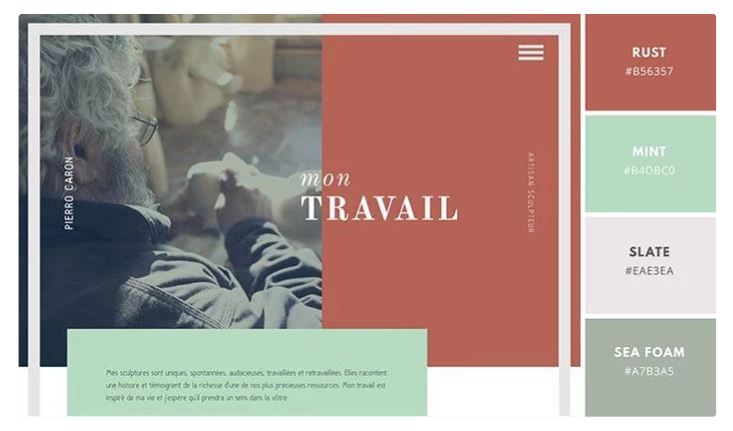 PIERRO CARON
mon
TRAVAIL
ARTISAN SCULPTEUR
Mes sculptures sont uniques, spontannées, audacieuses, travaillées et retravaillées. Elles racontent
une histoire et témoignent de la richesse d'une de nos plus précieuses ressources. Mon travail est
inspiré de ma vie et j'espère qu'il prendra un sens dans la vôtre
RUST
#B56357
MINT
#B4DBC0
SLATE
#EAE3EA
SEA FOAM
#A7B3A5